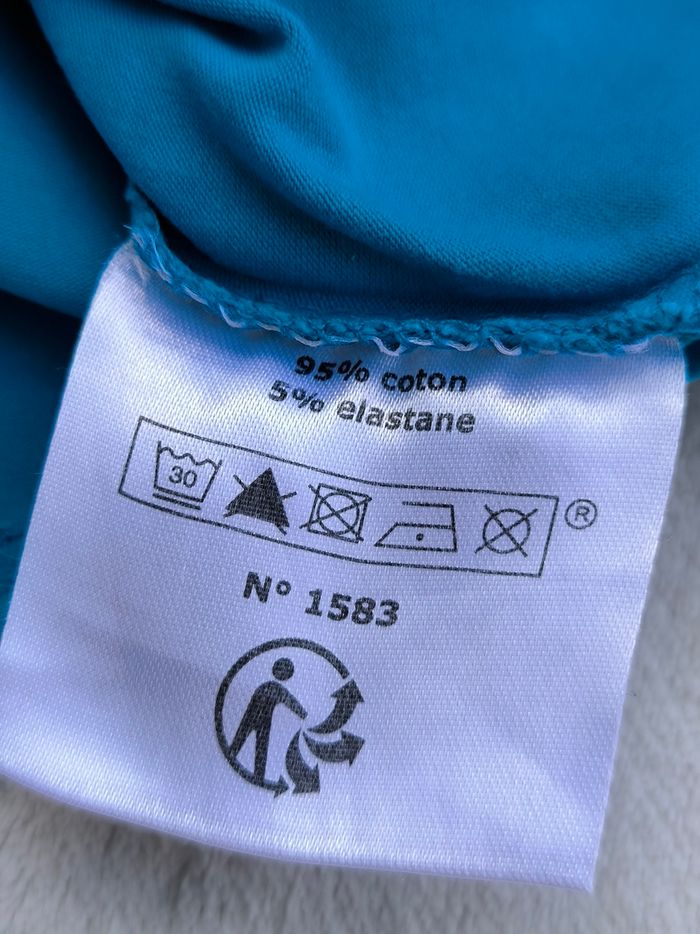 95% coton
5% elastane
30
®
N° 1583